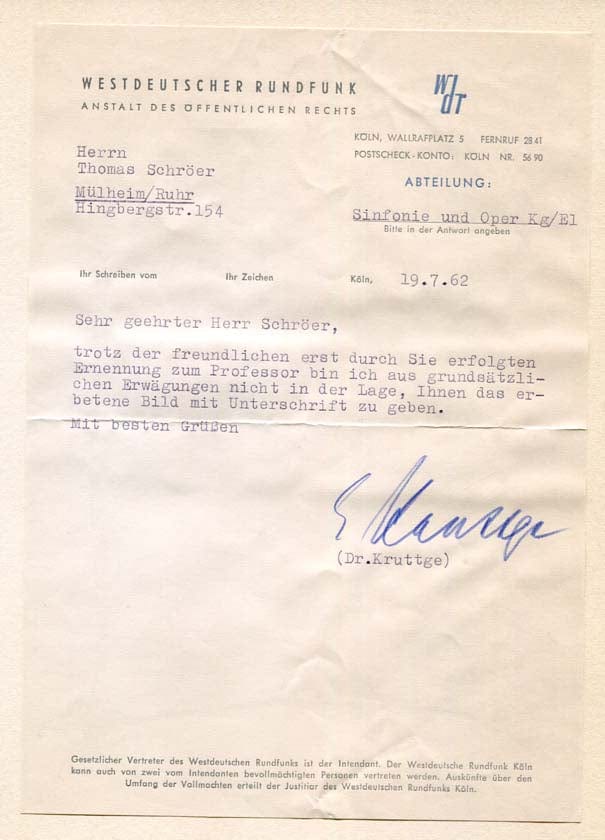 WESTDEUTSCHER RUNDFUNK
ANSTALT DES ÖFFENTLICHEN RECHTS
WDR
KÖLN, WALLRAFPLATZ 5 FERNRUF 2841
POSTSCHECK-KONTO: KÖLN NR. 5690
Herrn
Thomas Schröer
Mülheim/Ruhr
Hingbergstr.154
ABTEILUNG:
Sinfonie und Oper Kg/El
Bitte in der Antwort angeben
Ihr Schreiben vom Ihr Zeichen Köln, 19.7.62
Sehr geehrter Herr Schröer,
trotz der freundlichen erst durch Sie erfolgten
Ernennung zum Professor bin ich aus grundsätzli-
chen Erwägungen nicht in der Lage, Ihnen das er-
betene Bild mit Unterschrift zu geben.
Mit besten Grüßen
E Kruttge
(Dr.Kruttge)
Gesetzlicher Vertreter des Westdeutschen Rundfunks ist der Intendant. Der Westdeutsche Rundfunk Köln
kann auch von zwei vom Intendanten bevollmächtigten Personen vertreten werden. Auskünfte über den
Umfang der Vollmachten erteilt der Justitiar des Westdeutschen Rundfunks Köln.